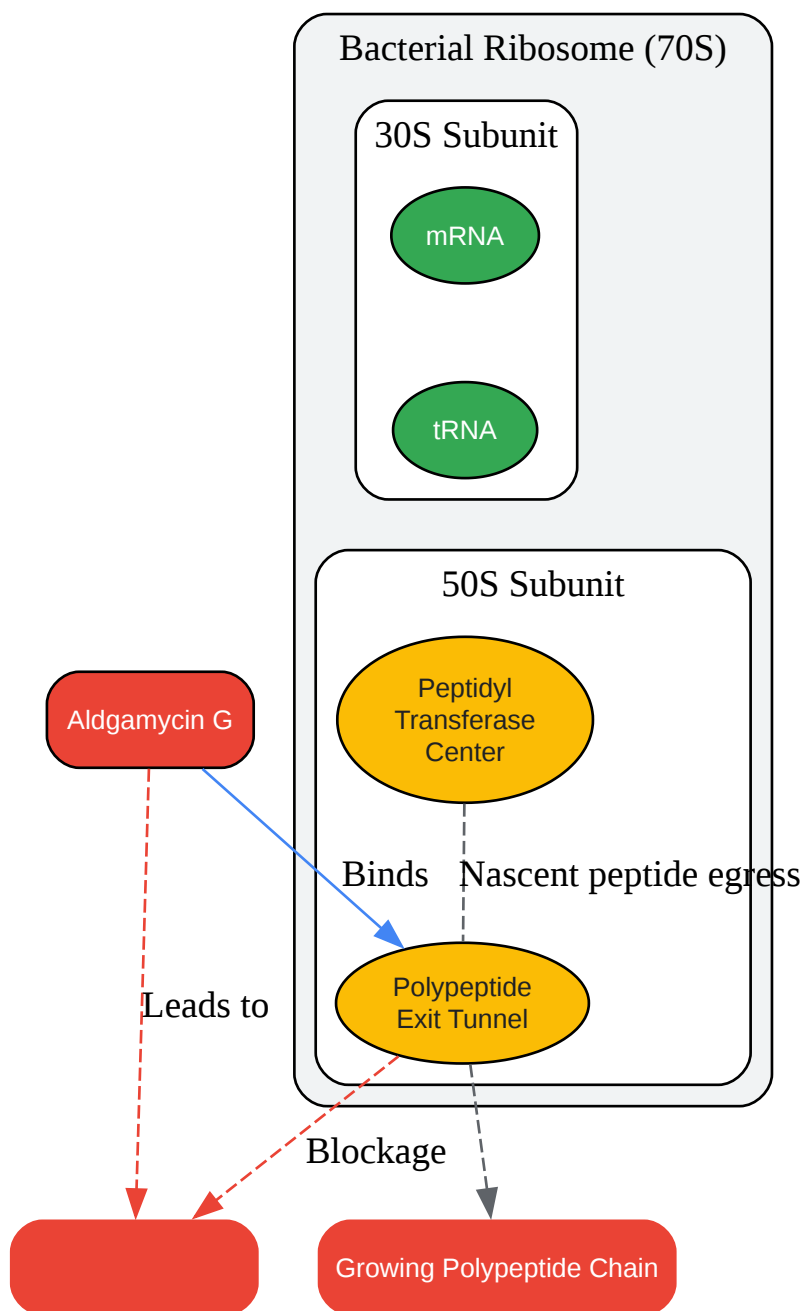 Bacterial Ribosome (70S)
30S Subunit
mRNA
tRNA
50S Subunit
Peptidyl
Transferase
Center
Aldgamycin G
Binds
Nascent peptide egress
Polypeptide
Exit Tunnel
Leads to
Blockage
Growing Polypeptide Chain